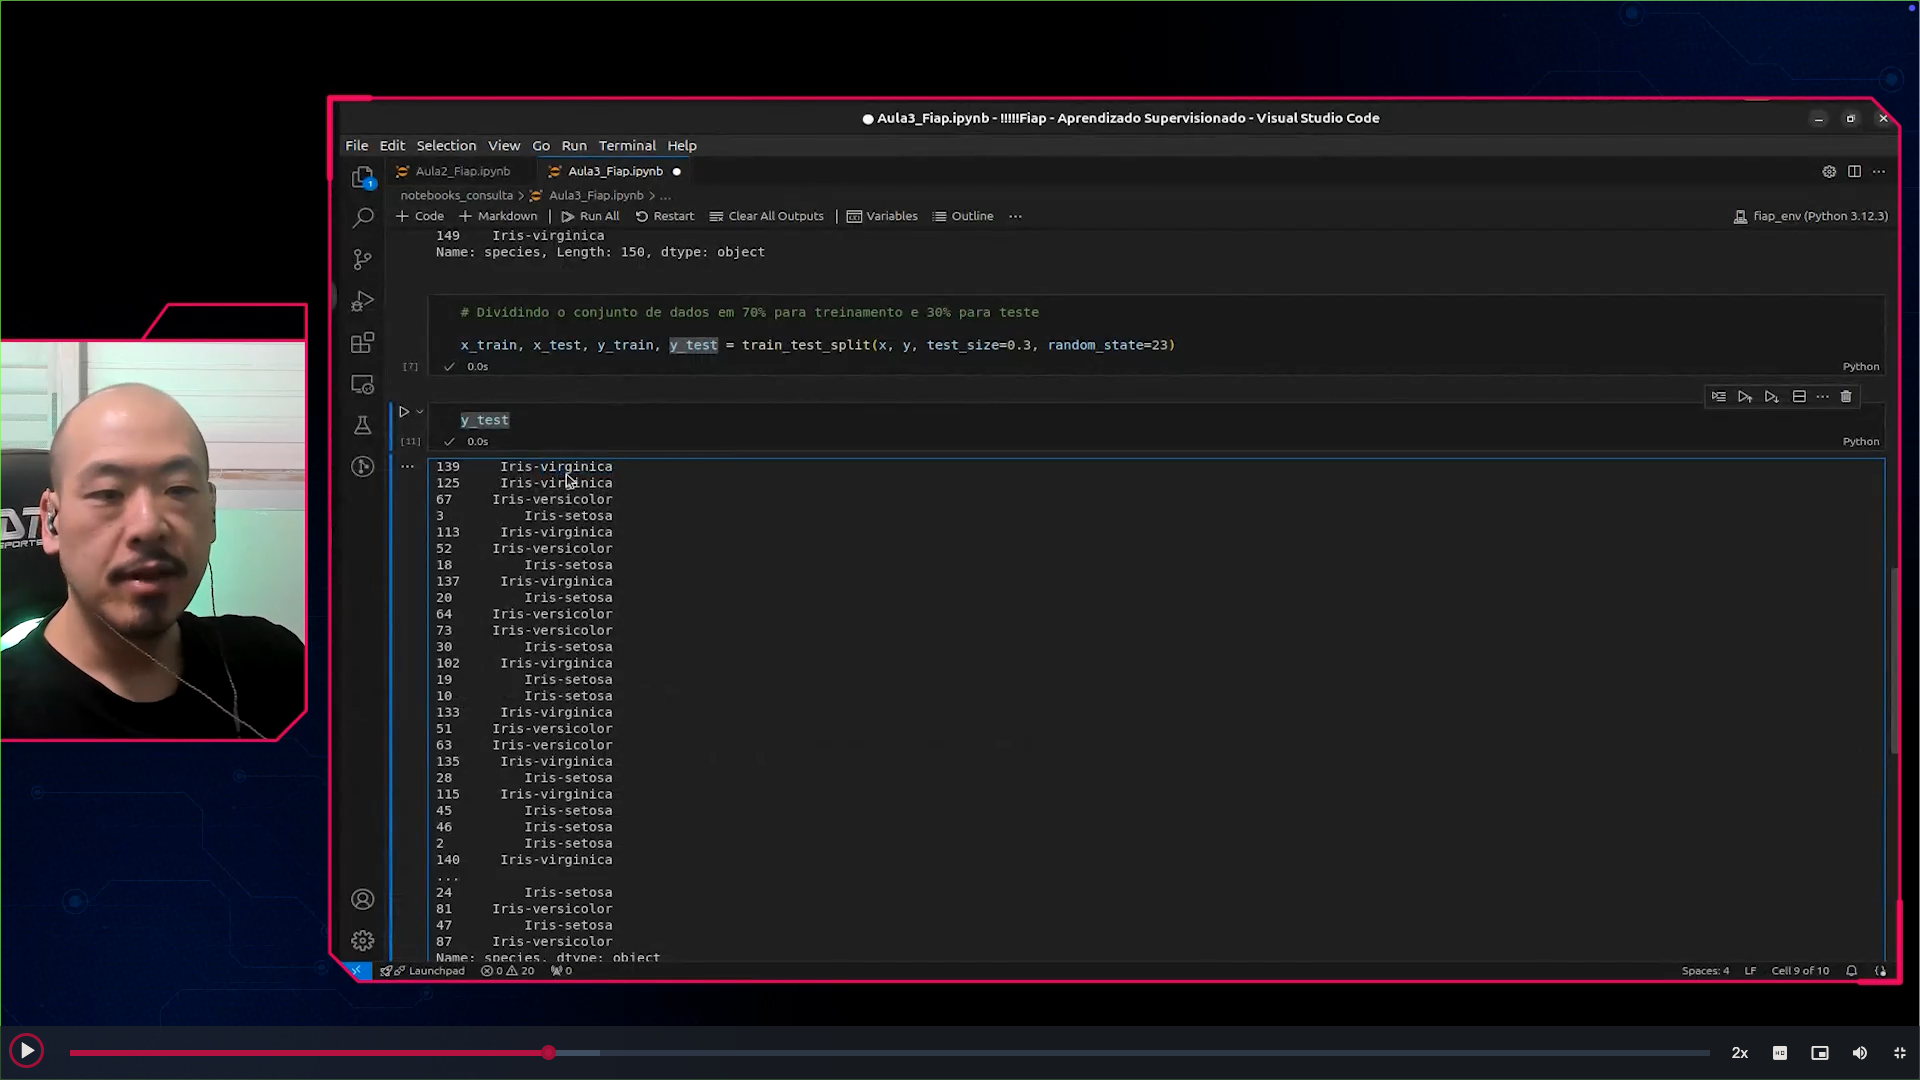 Aula3_Fiap.ipynb - !!!!!Fiap - Aprendizado Supervisionado - Visual Studio Code
File Edit Selection View Go Run Terminal Help
Aula2_Fiap.ipynb Aula3_Fiap.ipynb
notebooks_consulta > Aula3_Fiap.ipynb > ...
+ Code + Markdown | Run All Restart Clear All Outputs | Variables Outline ... fiap_env (Python 3.12.3)
149 Iris-virginica
Name: species, Length: 150, dtype: object
# Dividindo o conjunto de dados em 70% para treinamento e 30% para teste
x_train, x_test, y_train, y_test = train_test_split(x, y, test_size=0.3, random_state=23)
[7] 0.0s Python
y_test
[11] 0.0s Python
139 Iris-virginica
125 Iris-virginica
67 Iris-versicolor
3 Iris-setosa
113 Iris-virginica
52 Iris-versicolor
18 Iris-setosa
137 Iris-virginica
20 Iris-setosa
64 Iris-versicolor
73 Iris-versicolor
30 Iris-setosa
102 Iris-virginica
19 Iris-setosa
10 Iris-setosa
133 Iris-virginica
51 Iris-versicolor
63 Iris-versicolor
135 Iris-virginica
28 Iris-setosa
115 Iris-virginica
45 Iris-setosa
46 Iris-setosa
2 Iris-setosa
140 Iris-virginica
...
24 Iris-setosa
81 Iris-versicolor
47 Iris-setosa
87 Iris-versicolor
Name: species, dtype: object
Launchpad 0 20 0 Spaces: 4 LF Cell 9 of 10
2x HD